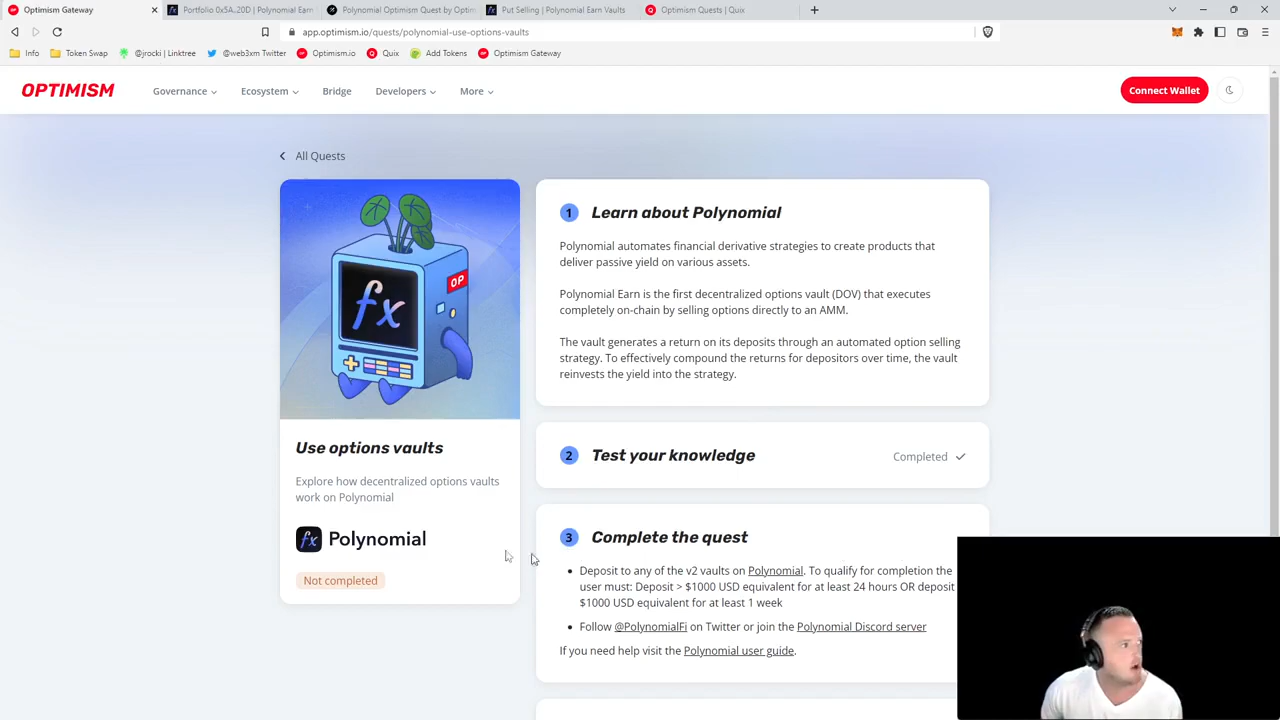 Optimism Gateway
Portfolio 0x5A..20D | Polynomial Earn
Polynomial Optimism Quest by Optim
Put Selling | Polynomial Earn Vaults
Optimism Quests | Quix
app.optimism.io/quests/polynomial-use-options-vaults
Info
Token Swap
@jrocki | Linktree
@web3xm Twitter
Optimism.io
Quix
Add Tokens
Optimism Gateway
OPTIMISM
Governance
Ecosystem
Bridge
Developers
More
Connect Wallet
All Quests
OP
fx
Use options vaults
Explore how decentralized options vaults
work on Polynomial
fx Polynomial
Not completed
1 Learn about Polynomial
Polynomial automates financial derivative strategies to create products that
deliver passive yield on various assets.
Polynomial Earn is the first decentralized options vault (DOV) that executes
completely on-chain by selling options directly to an AMM.
The vault generates a return on its deposits through an automated option selling
strategy. To effectively compound the returns for depositors over time, the vault
reinvests the yield into the strategy.
2 Test your knowledge
Completed
3 Complete the quest
Deposit to any of the v2 vaults on Polynomial. To qualify for completion the
user must: Deposit > $1000 USD equivalent for at least 24 hours OR deposit
$1000 USD equivalent for at least 1 week
Follow @PolynomialFi on Twitter or join the Polynomial Discord server
If you need help visit the Polynomial user guide.